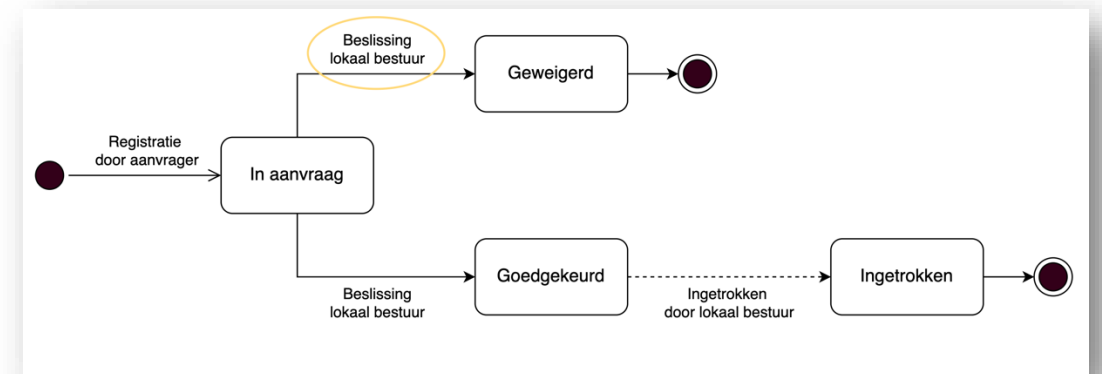 Beslissing
lokaal bestuur
Geweigerd
Registratie
door aanvrager
In aanvraag
Goedgekeurd
Ingetrokken
Beslissing
lokaal bestuur
Ingetrokken
door lokaal bestuur